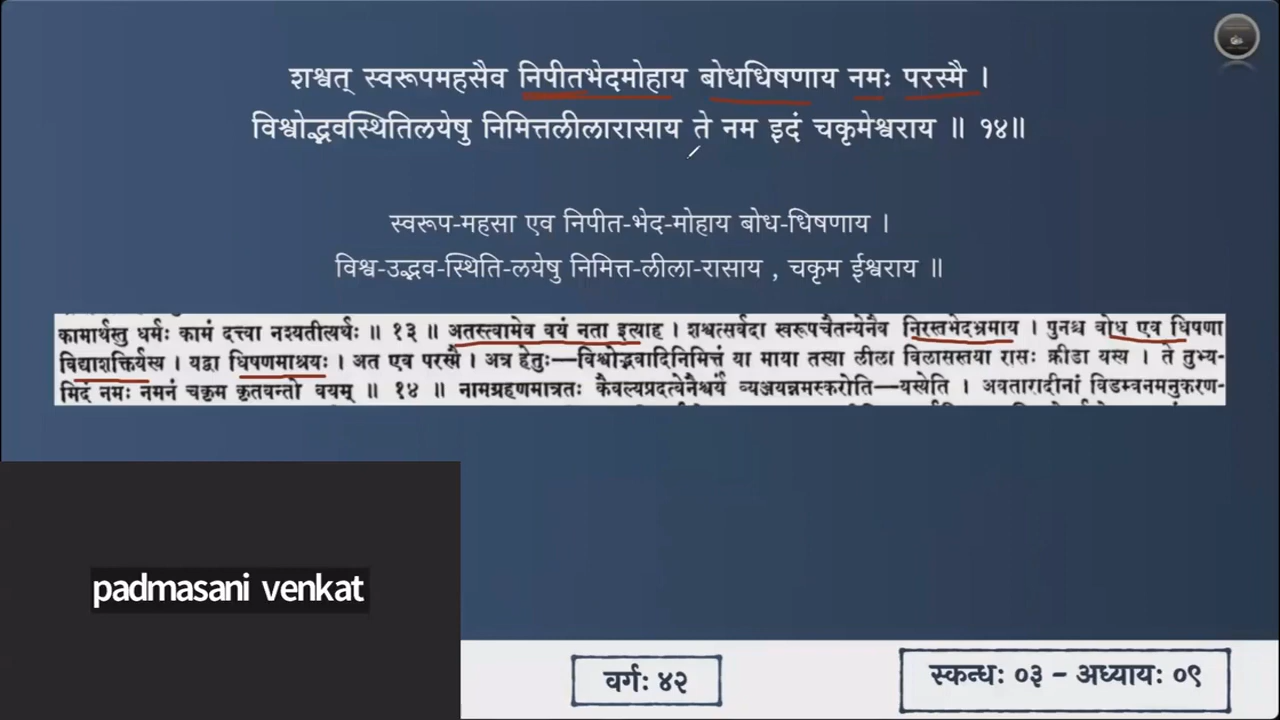 शश्वत् स्वरूपमहसैव निपीतभेदमोहाय बोधधिषणाय नमः परस्मै ।
विश्वोद्भवस्थितिलयेषु निमित्तलीलारासाय ते नम इदं चकृमेश्वराय ॥ १४॥
स्वरूप-महसा एव निपीत-भेद-मोहाय बोध-धिषणाय ।
विश्व-उद्भव-स्थिति-लयेषु निमित्त-लीला-रासाय , चकृम ईश्वराय ॥
कामार्थस्तु धर्मः कामं दत्त्वा नश्यतीत्यर्थः ॥ १३ ॥ अतस्त्वामेव वयं नता इत्याह । शश्वत्सर्वदा स्वरूपचैतन्येनैव निरस्तभेदभ्रमाय । पुनश्च बोध एव धिषणा
विद्याशक्तिर्यस्य । यद्वा धिषणमाश्रयः । अत एव परस्मै । अत्र हेतुः—विश्वोद्भवादिनिमित्तं या माया तस्या लीला विलासस्तया रासः क्रीडा यस्य । ते तुभ्य-
मिदं नमः नमनं चकृम कृतवन्तो वयम् ॥ १४ ॥ नामग्रहणमात्रतः कैवल्यप्रदत्वेनैश्वर्यं व्यञ्जयन्नमस्करोति—यस्येति । अवतारादीनां विडम्बनमनुकरण-
padmasani venkat
वर्गः ४२
स्कन्धः ०३ – अध्यायः ०९